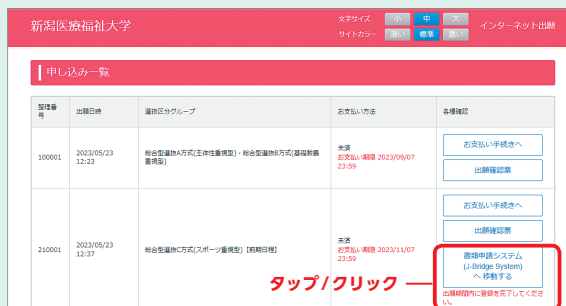 新潟医療福祉大学
文字サイズ 小 中 大
サイトカラー 薄い 標準 濃い
インターネット出願
申し込み一覧
整理番号 出願日時 選抜区分グループ お支払い方法 各種確認
100001 2023/05/23 12:23 総合型選抜A方式(主体性重視型)・総合型選抜B方式(基礎教養重視型) 未済 お支払い期限 2023/09/07 23:59
お支払い手続きへ
出願確認票
210001 2023/05/23 12:37 総合型選抜C方式(スポーツ重視型)【前期日程】 未済 お支払い期限 2023/11/07 23:59
お支払い手続きへ
出願確認票
書類申請システム
(J-Bridge System)
へ移動する
出願期間内に登録を完了してくださ
い。
タップ/クリック